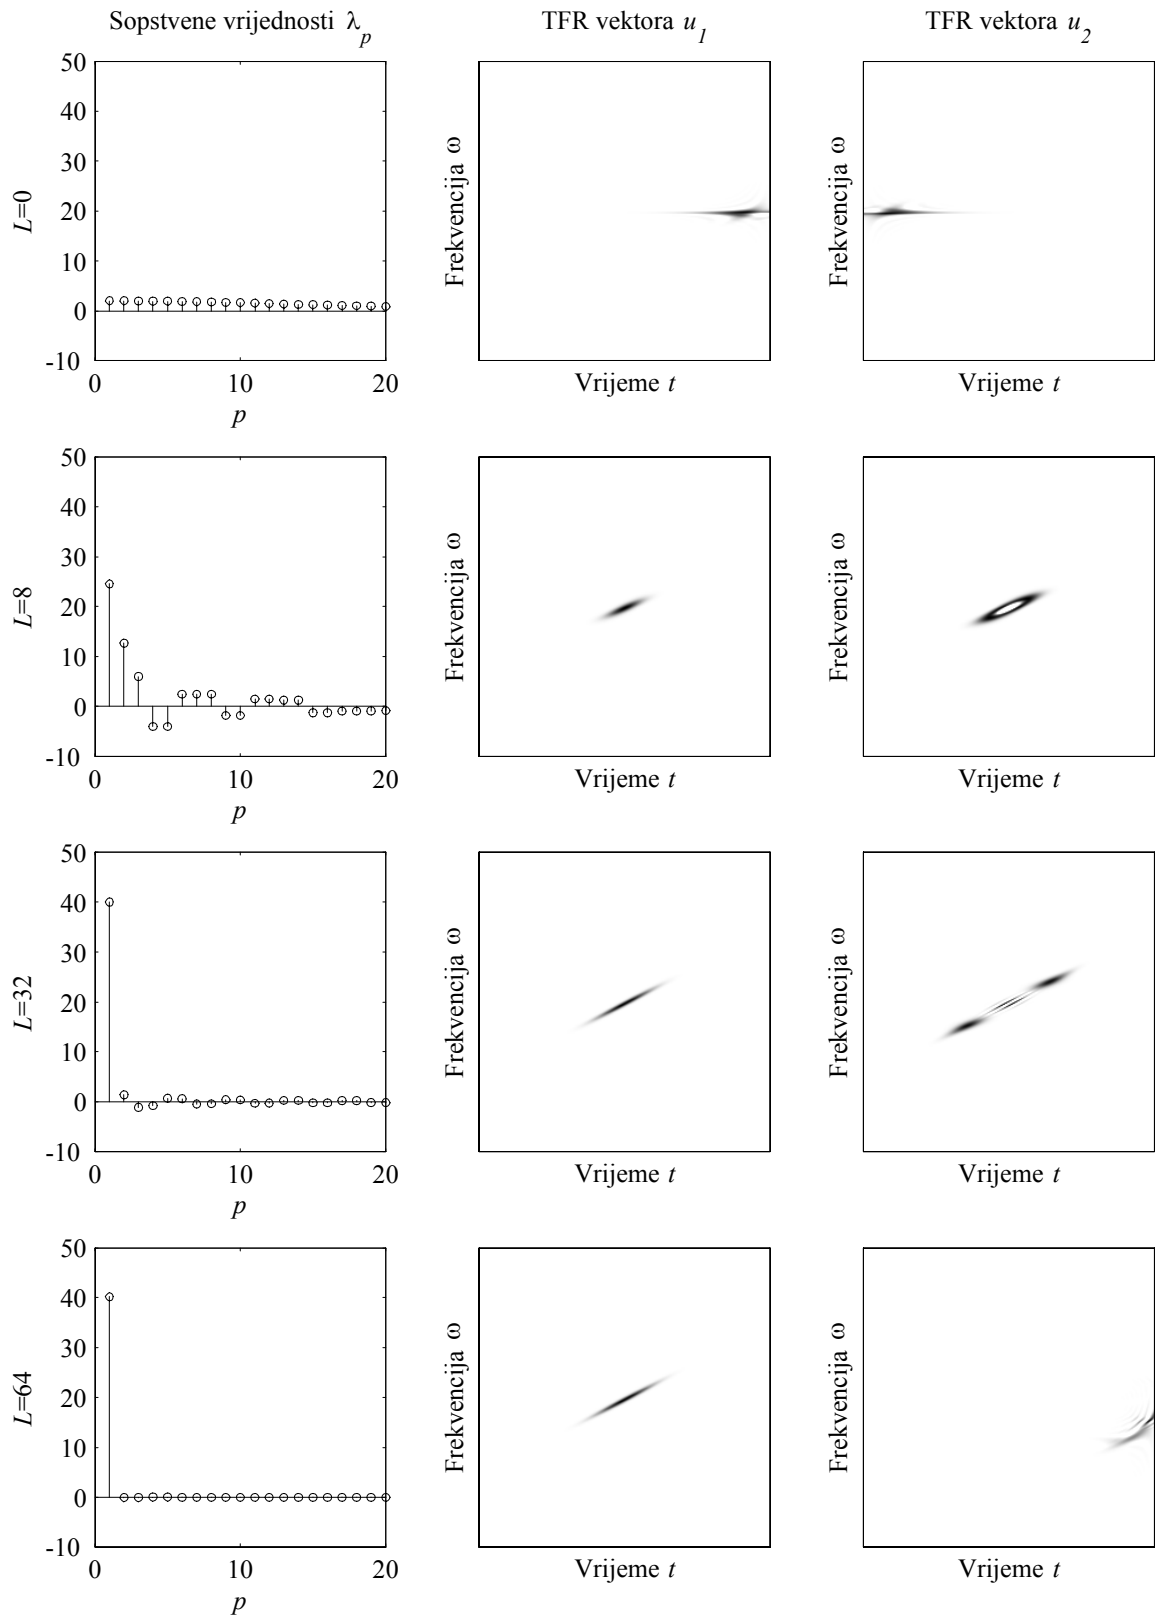 Sopstvene vrijednosti λp
TFR vektora u1
TFR vektora u2
50
40
30
20
10
0
-10
0 10 20
p
L=0
Frekvencija ω
Vrijeme t
Frekvencija ω
Vrijeme t
50
40
30
20
10
0
-10
0 10 20
p
L=8
Frekvencija ω
Vrijeme t
Frekvencija ω
Vrijeme t
50
40
30
20
10
0
-10
0 10 20
p
L=32
Frekvencija ω
Vrijeme t
Frekvencija ω
Vrijeme t
50
40
30
20
10
0
-10
0 10 20
p
L=64
Frekvencija ω
Vrijeme t
Frekvencija ω
Vrijeme t